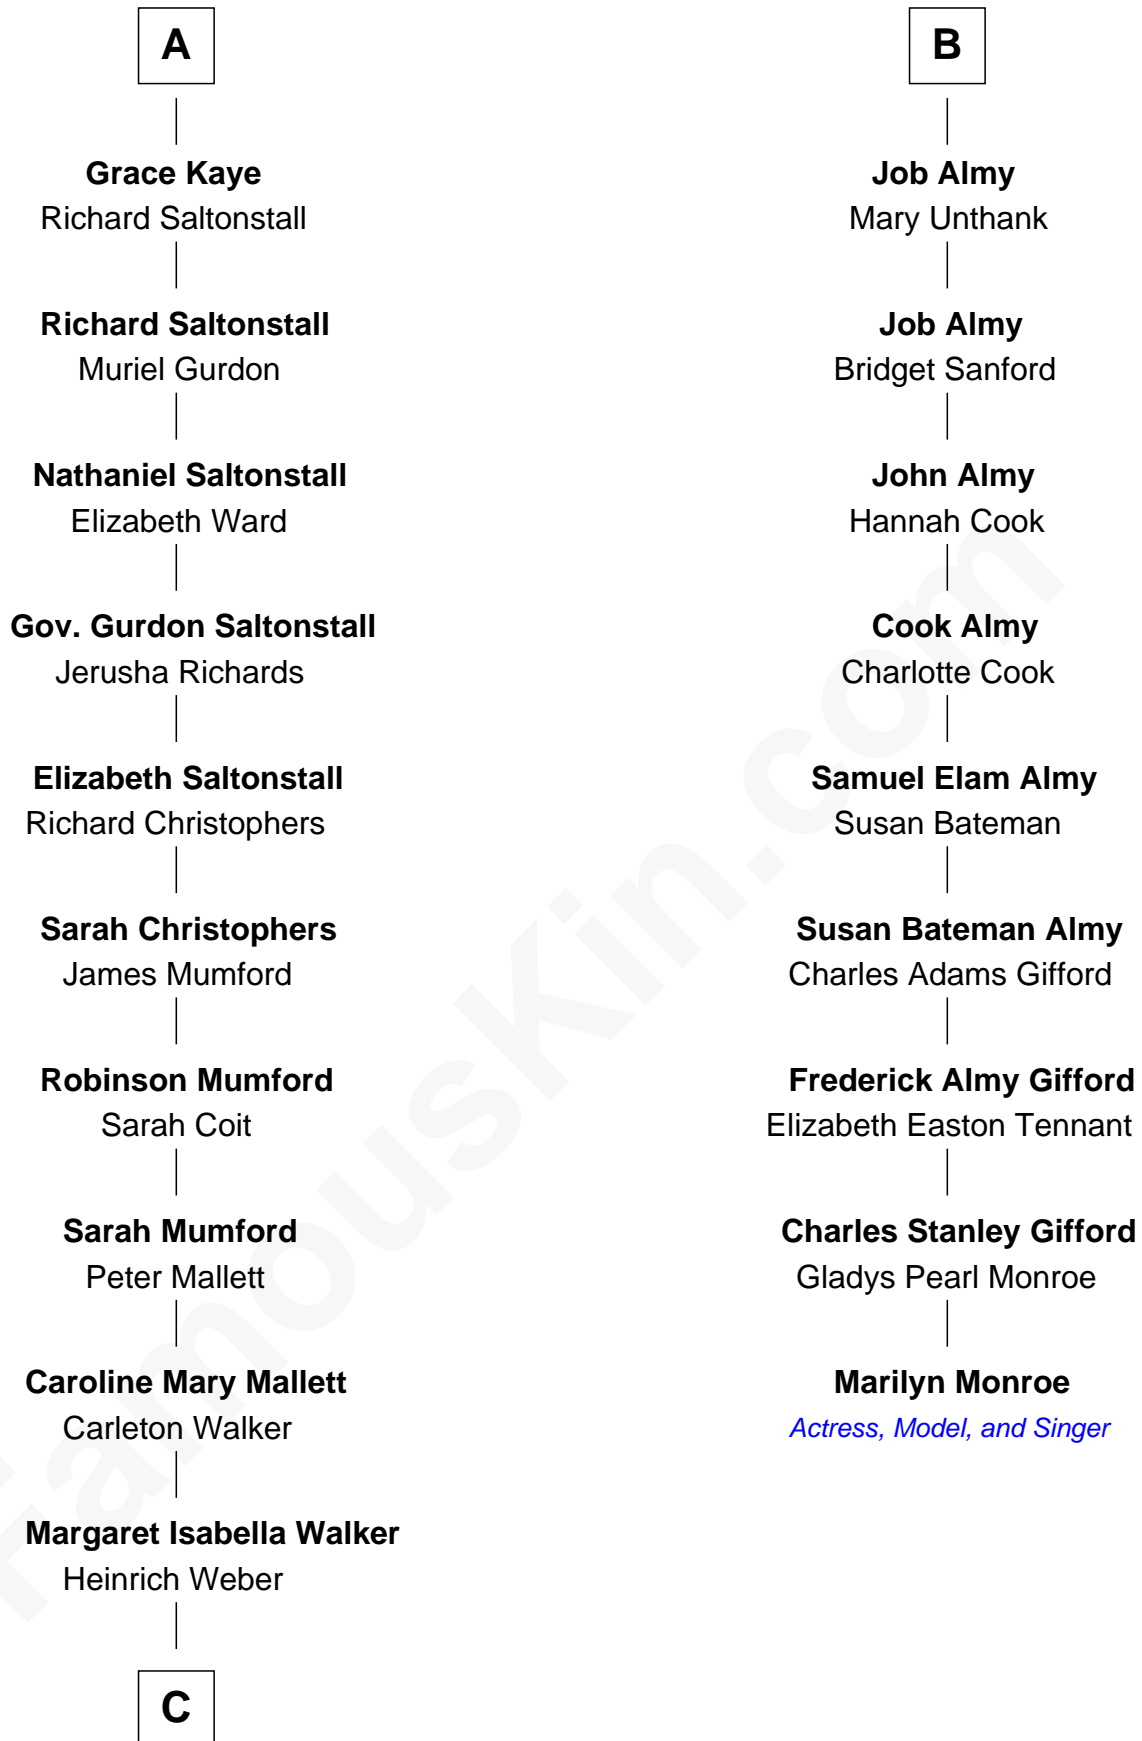 A
Grace Kaye
Richard Saltonstall
Richard Saltonstall
Muriel Gurdon
Nathaniel Saltonstall
Elizabeth Ward
Gov. Gurdon Saltonstall
Jerusha Richards
Elizabeth Saltonstall
Richard Christophers
Sarah Christophers
James Mumford
Robinson Mumford
Sarah Coit
Sarah Mumford
Peter Mallett
Caroline Mary Mallett
Carleton Walker
Margaret Isabella Walker
Heinrich Weber
C
B
Job Almy
Mary Unthank
Job Almy
Bridget Sanford
John Almy
Hannah Cook
Cook Almy
Charlotte Cook
Samuel Elam Almy
Susan Bateman
Susan Bateman Almy
Charles Adams Gifford
Frederick Almy Gifford
Elizabeth Easton Tennant
Charles Stanley Gifford
Gladys Pearl Monroe
Marilyn Monroe
Actress, Model, and Singer
FamousKin.com